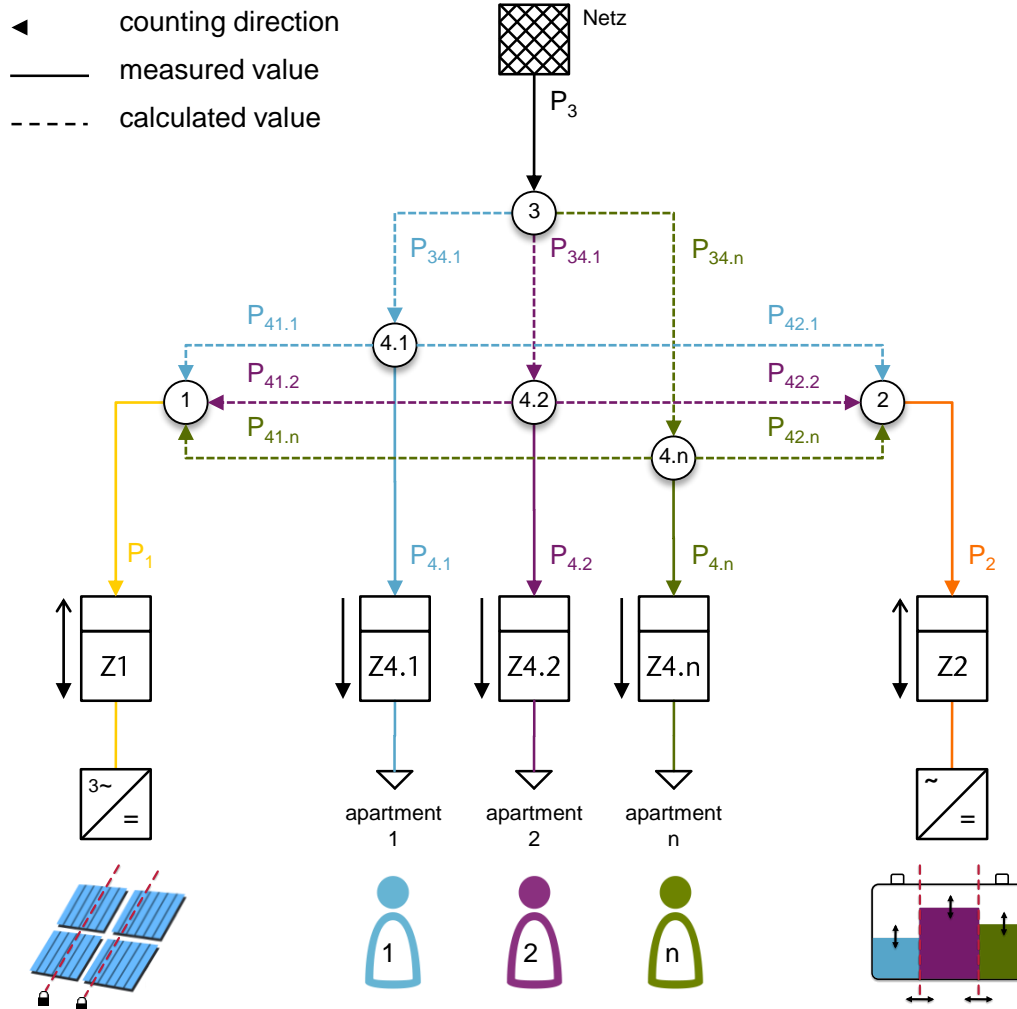 counting direction
Netz
measured value
calculated value
P3
3
P34.1
P34.1
P34.n
P41.1
P42.1
4.1
P41.2
P42.2
1
4.2
2
P41.n
P42.n
4.n
P1
P4.1
P4.2
P4.n
P2
Z1
Z4.1
Z4.2
Z4.n
Z2
3~
=
~
=
apartment
1
apartment
2
apartment
n
1
2
n